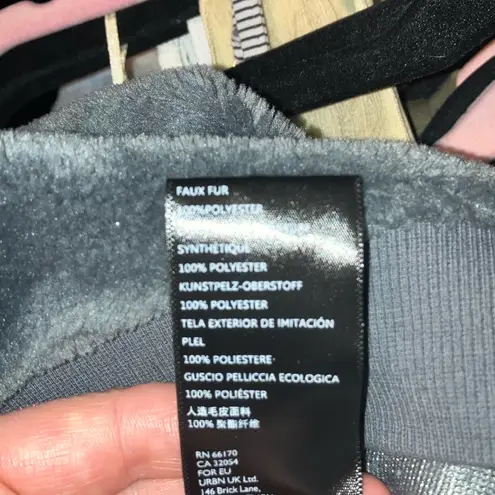 FAUX FUR
100%POLYESTER
SYNTHETIQUE
100% POLYESTER
KUNSTPELZ-OBERSTOFF
100% POLYESTER
TELA EXTERIOR DE IMITACIÓN
PLEL
100% POLIESTERE
GUSCIO PELLICCIA ECOLOGICA
100% POLIÉSTER
人造毛皮面料
100% 聚酯纤维
RN 66170
CA 32054
FOR EU
URBN UK Ltd.
146 Brick Lane,